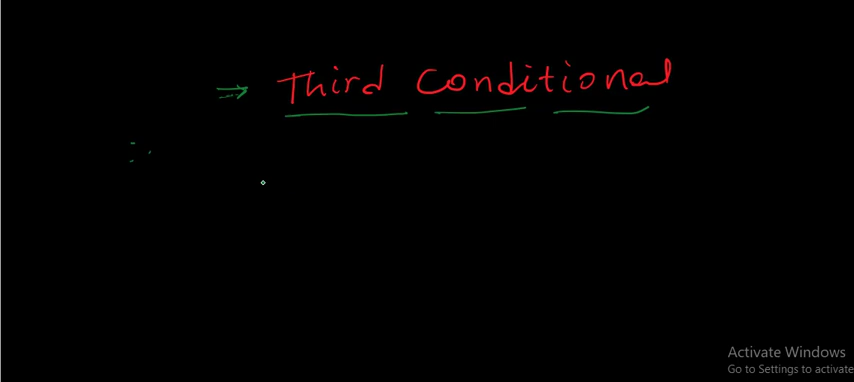 ⇒ Third Conditional
Activate Windows
Go to Settings to activate